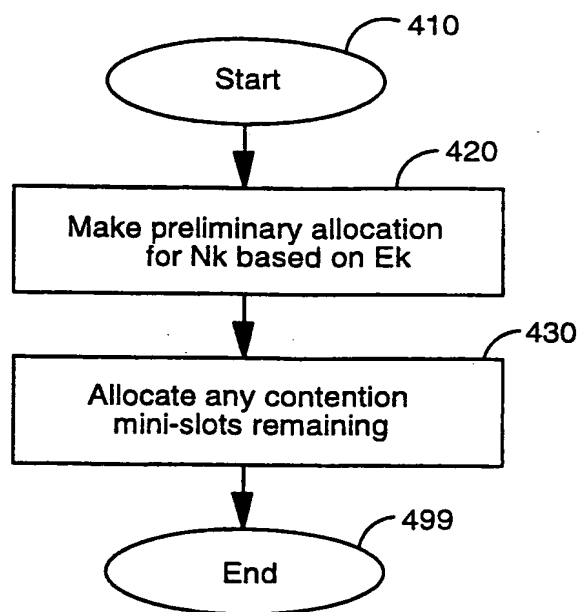 410
Start
420
Make preliminary allocation
for Nk based on Ek
430
Allocate any contention
mini-slots remaining
499
End